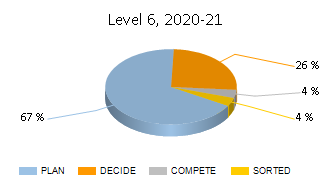 Level 6, 2020-21
26 %
4 %
4 %
67 %
PLAN DECIDE COMPETE SORTED